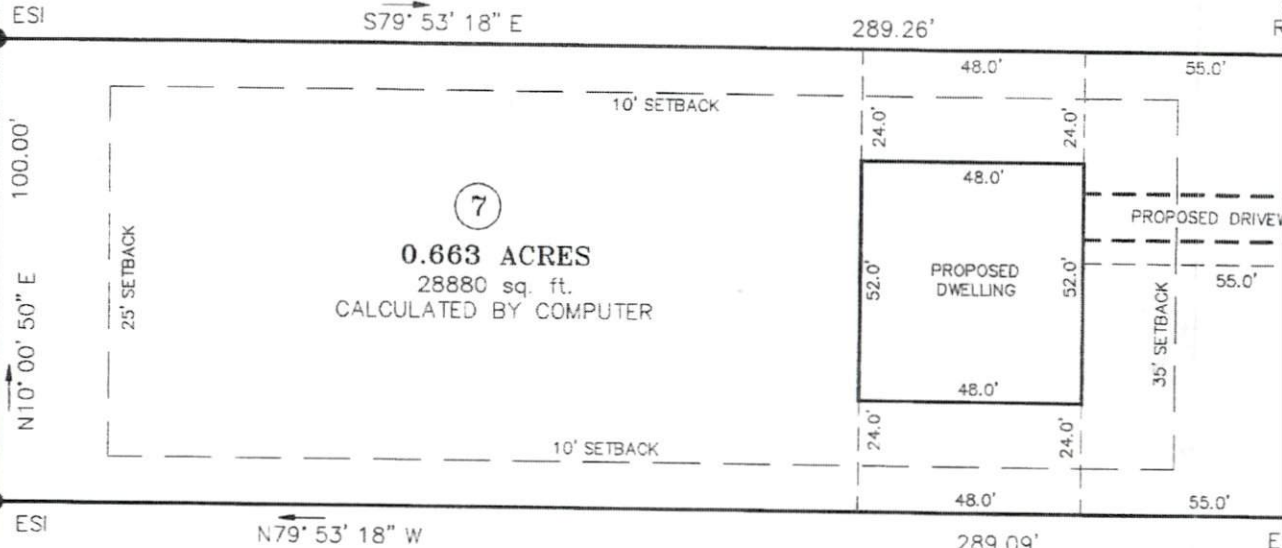 ESI
S79° 53' 18" E
289.26'
R
48.0'
55.0'
10' SETBACK
24.0'
24.0'
100.00'
N10° 00' 50" E
25' SETBACK
7
0.663 ACRES
28880 sq. ft.
CALCULATED BY COMPUTER
48.0'
52.0'
PROPOSED
DWELLING
52.0'
48.0'
PROPOSED DRIVEW
55.0'
35' SETBACK
10' SETBACK
24.0'
24.0'
48.0'
55.0'
ESI
N79° 53' 18" W
289.09'
E